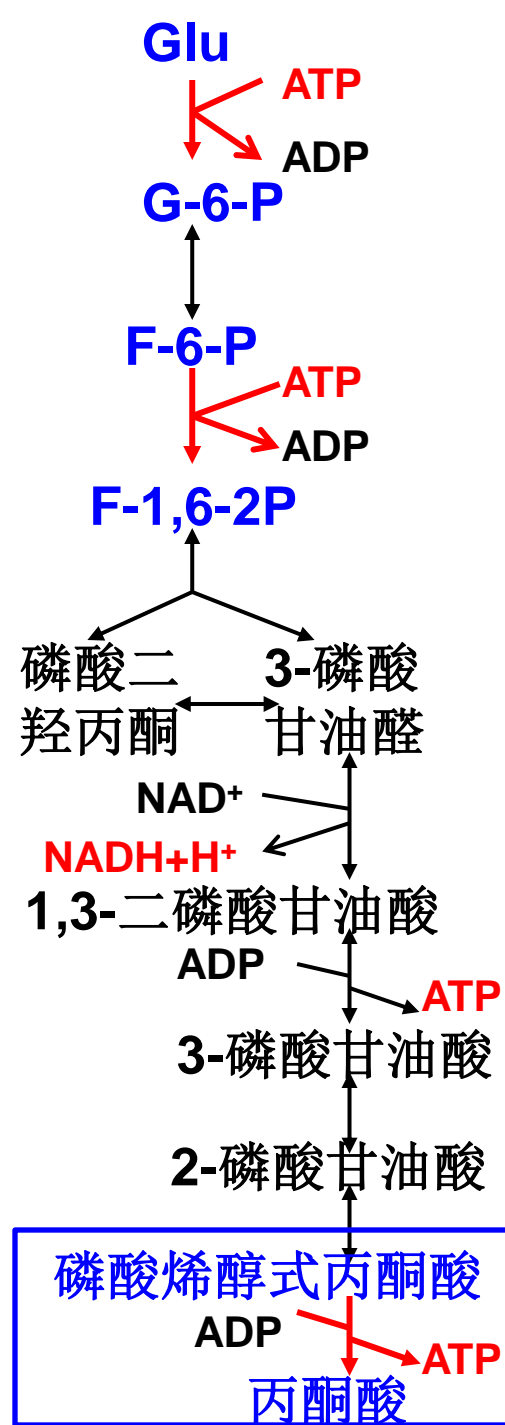 Glu
ATP
ADP
G-6-P
F-6-P
ATP
ADP
F-1,6-2P
磷酸二羟丙酮
3-磷酸甘油醛
NAD⁺
NADH+H⁺
1,3-二磷酸甘油酸
ADP
ATP
3-磷酸甘油酸
2-磷酸甘油酸
磷酸烯醇式丙酮酸
ADP
ATP
丙酮酸